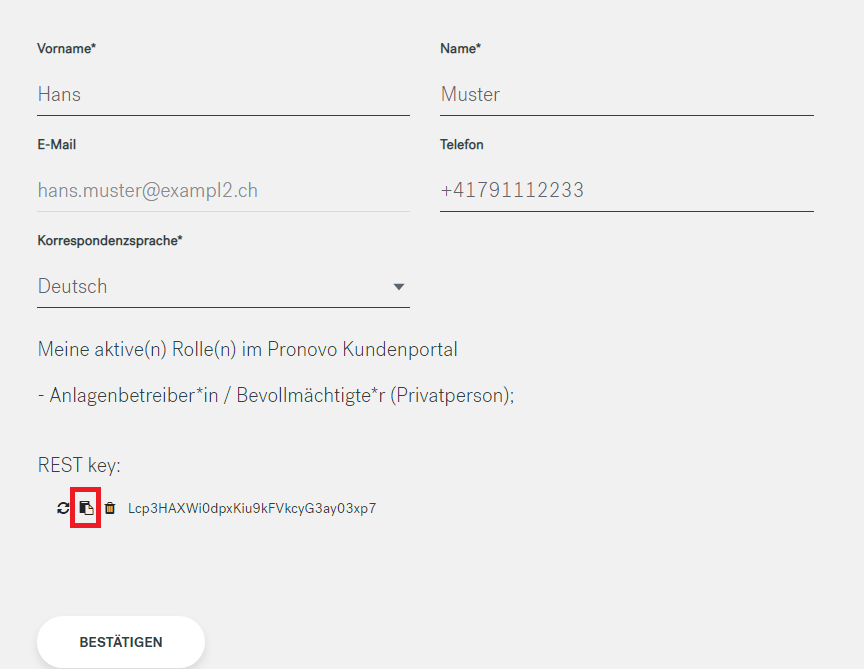 Vorname*
Name*
Hans
Muster
E-Mail
Telefon
hans.muster@exampl2.ch
+41791112233
Korrespondenzsprache*
Deutsch
Meine aktive(n) Rolle(n) im Pronovo Kundenportal
- Anlagenbetreiber*in / Bevollmächtigte*r (Privatperson);
REST key:
Lcp3HAXWi0dpxKiu9kFVkcyG3ay03xp7
BESTÄTIGEN